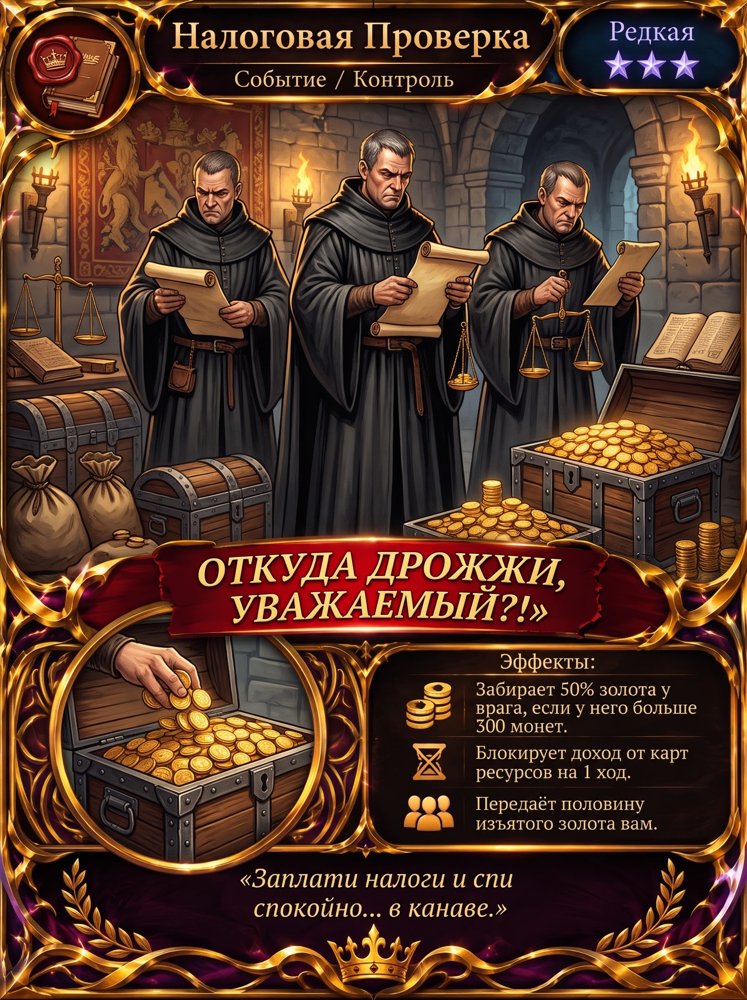 Налоговая Проверка
Событие / Контроль
Редкая
ОТКУДА ДРОЖЖИ,
УВАЖАЕМЫЙ?!»
Эффекты:
Забирает 50% золота у
врага, если у него больше
300 монет.
Блокирует доход от карт
ресурсов на 1 ход.
Передаёт половину
изъятого золота вам.
«Заплати налоги и спи
спокойно... в канаве.»